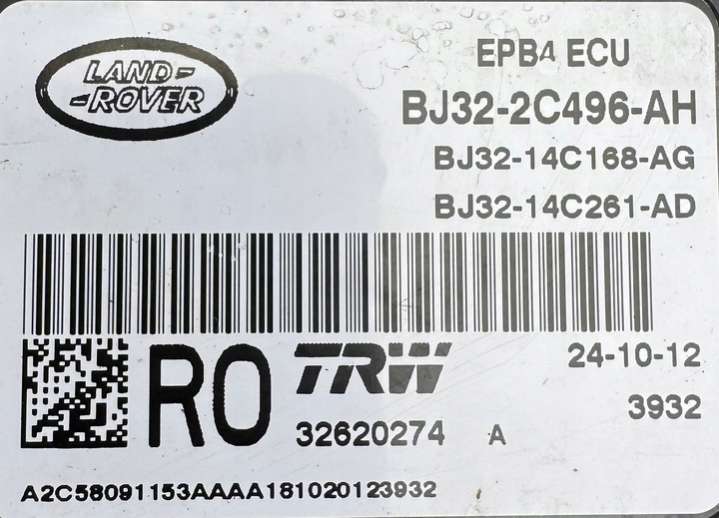 LAND-
-ROVER
EPB4 ECU
BJ32-2C496-AH
BJ32-14C168-AG
BJ32-14C261-AD
RO
TRW
24-10-12
3932
32620274 A
A2C58091153AAAA181020123932